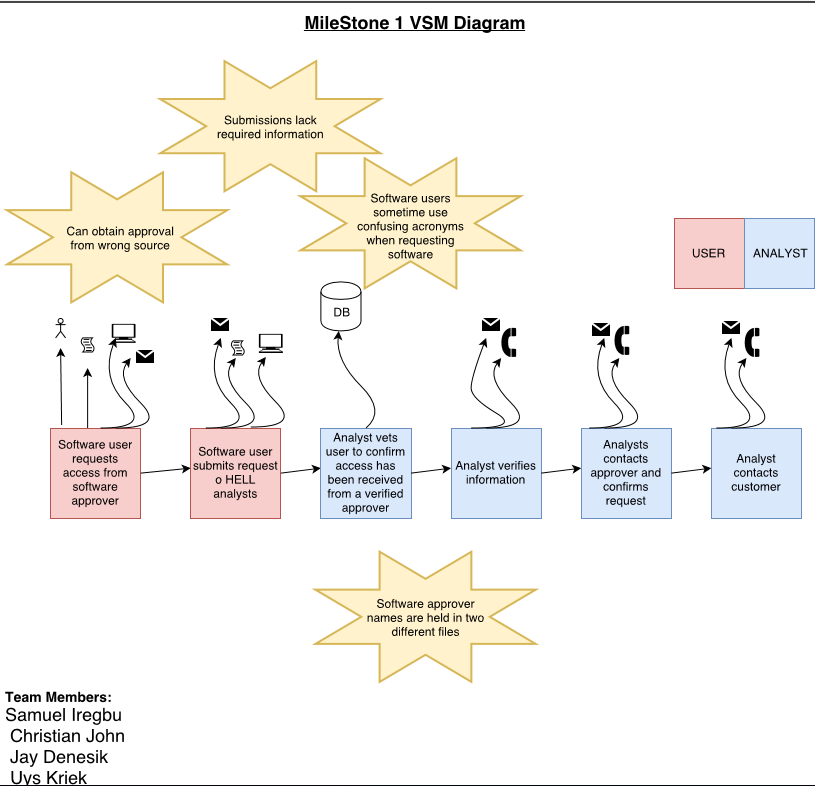 MileStone 1 VSM Diagram
Submissions lack
required information
Can obtain approval
from wrong source
Software users
sometime use
confusing acronyms
when requesting
software
USER
ANALYST
DB
Software user
requests
access from
software
approver
Software user
submits request
o HELL
analysts
Analyst vets
user to confirm
access has
been received
from a verified
approver
Analyst verifies
information
Analysts
contacts
approver and
confirms
request
Analyst
contacts
customer
Software approver
names are held in two
different files
Team Members:
Samuel Iregbu
Christian John
Jay Denesik
Uys Kriek